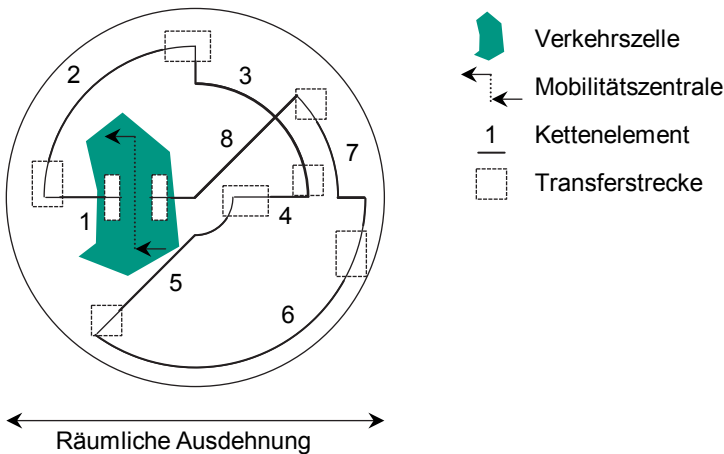 2
3
8
7
1
4
5
6
Räumliche Ausdehnung
Verkehrszelle
Mobilitätszentrale
1 Kettenelement
Transferstrecke